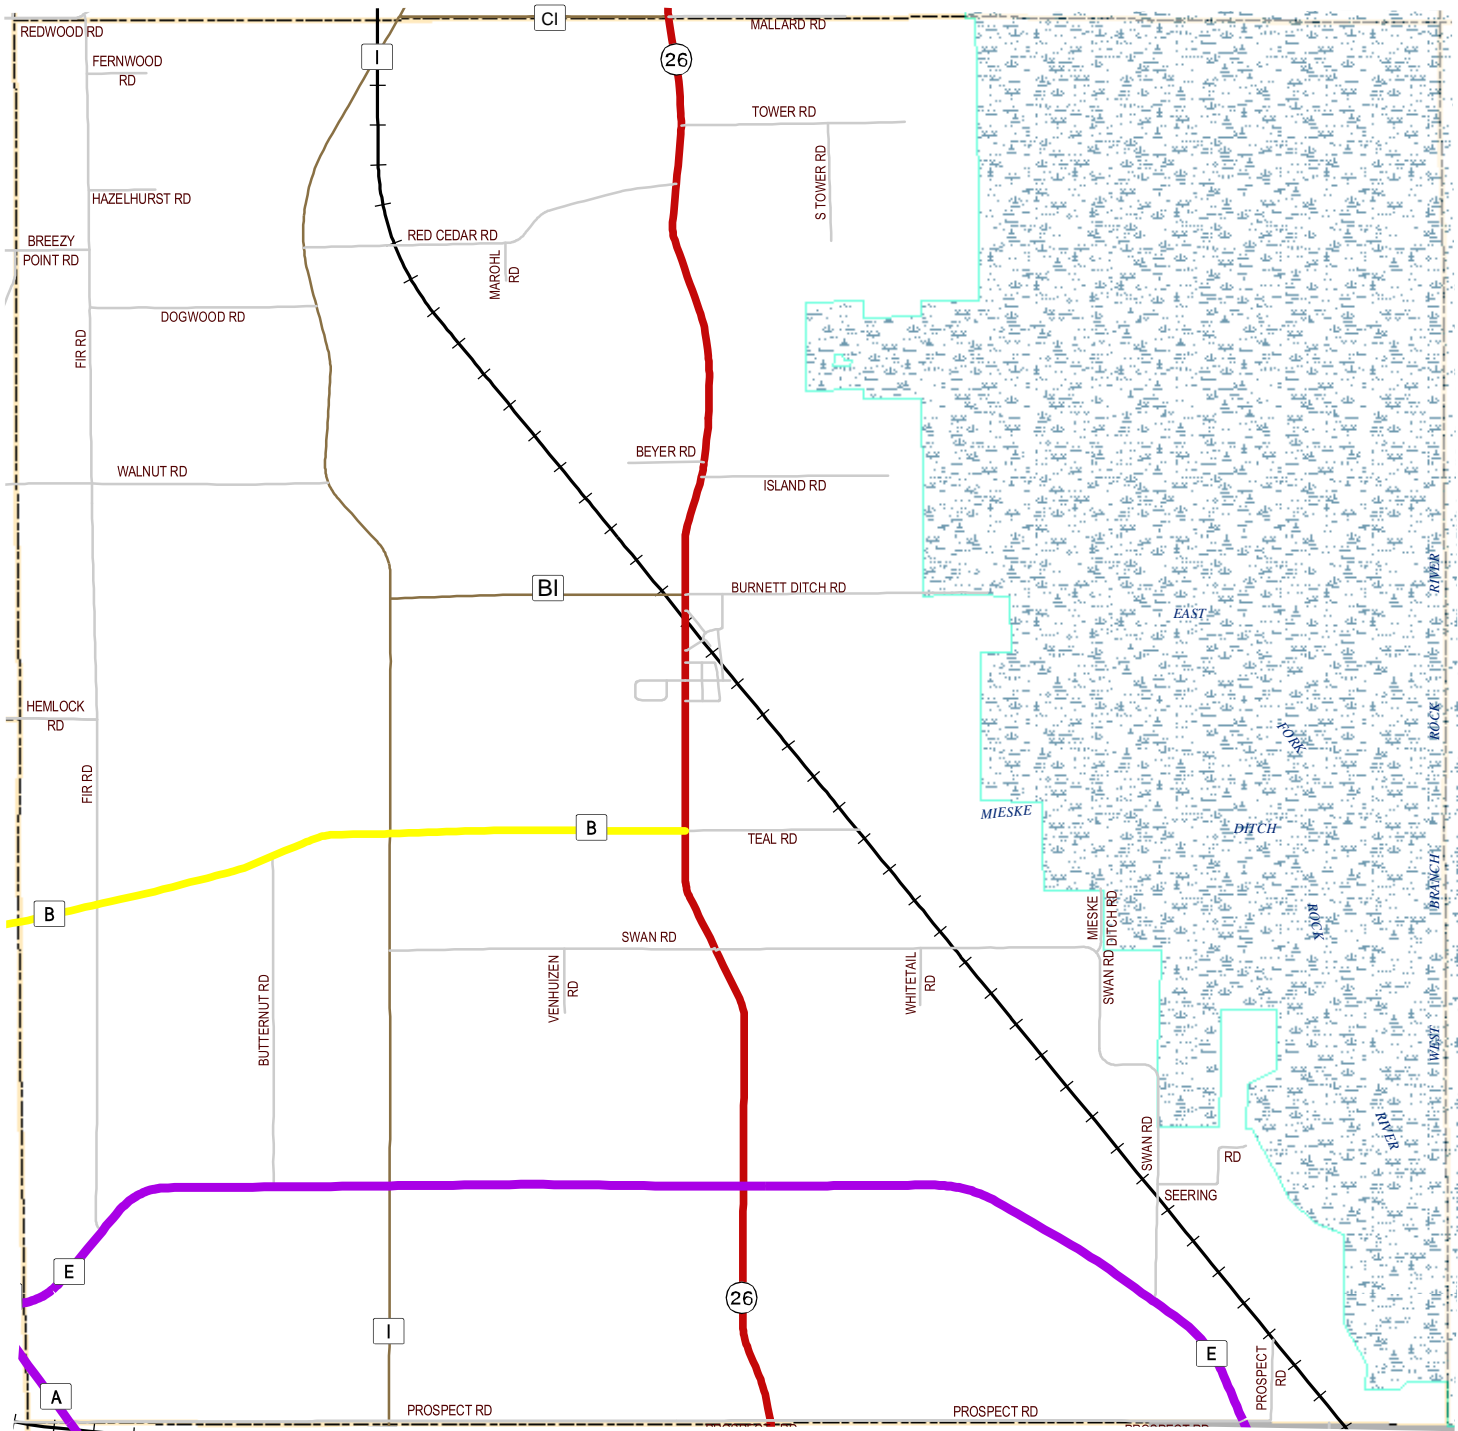 REDWOOD RD
CI
MALLARD RD
I
26
FERNWOOD
RD
TOWER RD
S TOWER RD
HAZELHURST RD
BREEZY
POINT RD
RED CEDAR RD
MAROHL
RD
DOGWOOD RD
FIR RD
WALNUT RD
BEYER RD
ISLAND RD
BI
BURNETT DITCH RD
EAST
RIVER
HEMLOCK
RD
FORK
ROCK
FIR RD
B
TEAL RD
MIESKE
DITCH
BRANCH
B
SWAN RD
MIESKE
DITCH RD
ROCK
BUTTERNUT RD
VENHUIZEN
RD
WHITETAIL
RD
SWAN RD
WEST
RIVER
SWAN RD
RD
SEERING
E
26
I
E
PROSPECT
RD
A
PROSPECT RD
PROSPECT RD
PROSPECT RD
PROSPECT RD